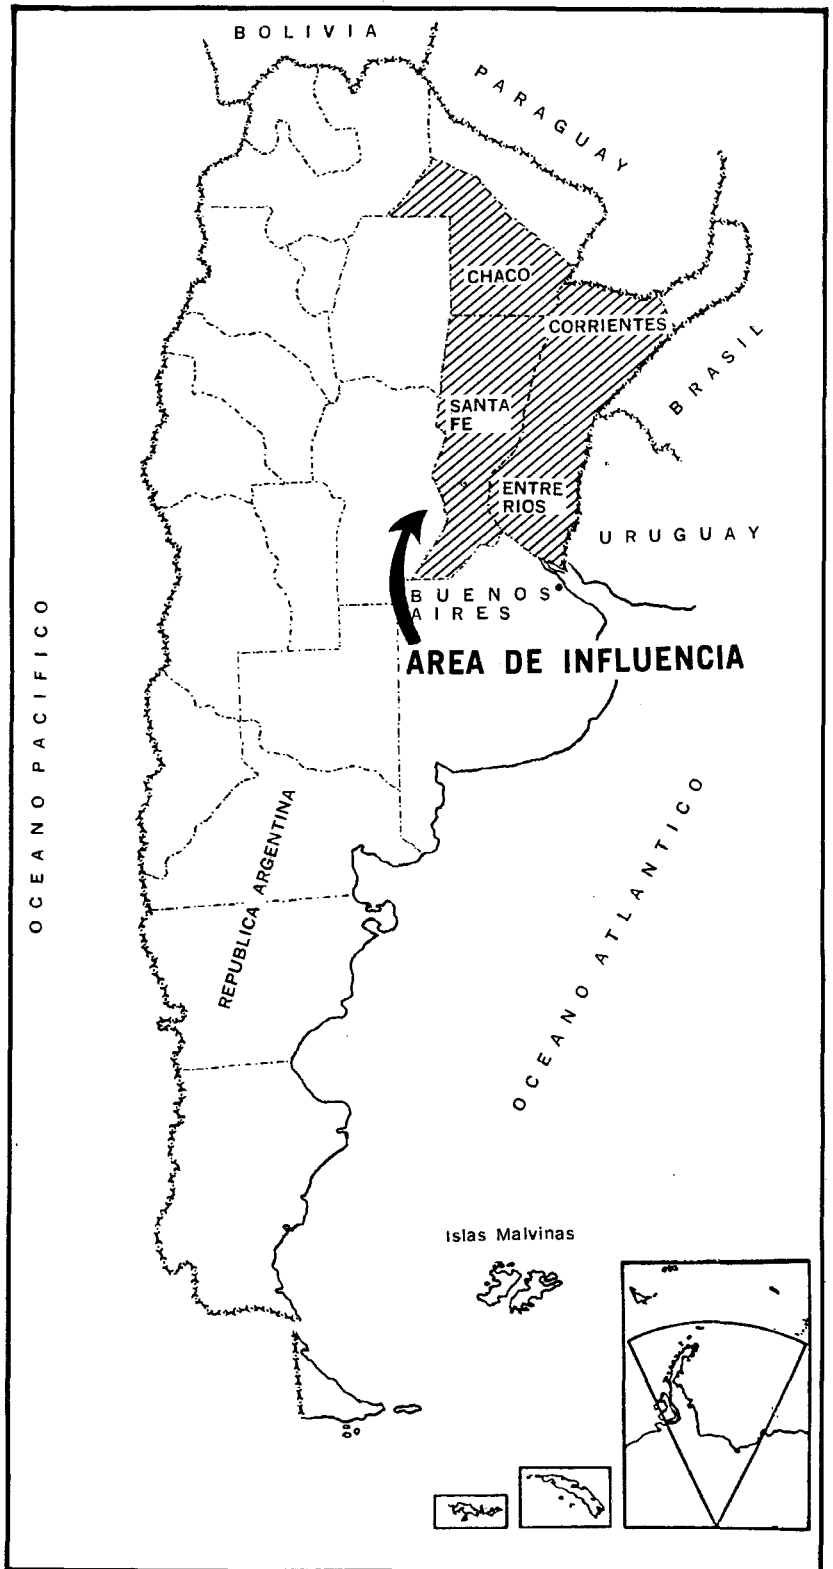 BOLIVIA
PARAGUAY
CHACO
CORRIENTES
BRASIL
SANTA
FE
ENTRE
RIOS
URUGUAY
BUENOS
AIRES
AREA DE INFLUENCIA
OCEANO PACIFICO
REPUBLICA ARGENTINA
OCEANO ATLANTICO
Islas Malvinas